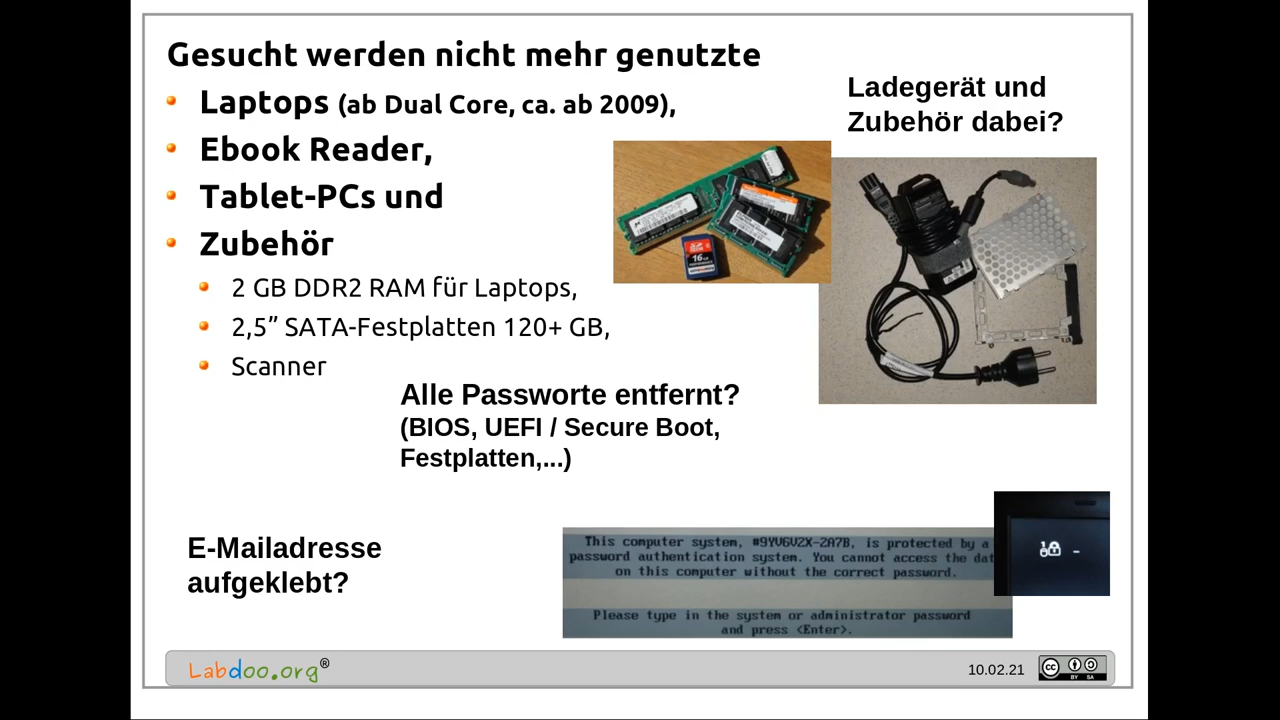 Gesucht werden nicht mehr genutzte
Laptops (ab Dual Core, ca. ab 2009),
Ebook Reader,
Tablet-PCs und
Zubehör
2 GB DDR2 RAM für Laptops,
2,5” SATA-Festplatten 120+ GB,
Scanner
Ladegerät und
Zubehör dabei?
16
Alle Passworte entfernt?
(BIOS, UEFI / Secure Boot,
Festplatten,...)
E-Mailadresse
aufgeklebt?
This computer system, #9YV6V2X-2A7B, is protected by a
password authentication system. You cannot access the dat
on this computer without the correct password.
Please type in the system or administrator password
and press <Enter>.
Labdoo.org®
10.02.21
cc BY SA